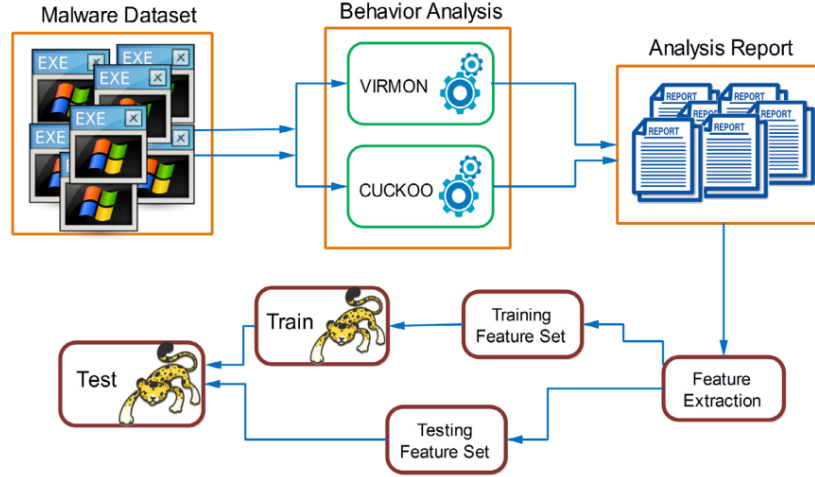 Malware Dataset
Behavior Analysis
Analysis Report
EXE
EXE
EXE
EXE
EXE
VIRMON
CUCKOO
REPORT
REPORT
REPORT
REPORT
REPORT
REPORT
Train
Training
Feature Set
Test
Feature
Extraction
Testing
Feature Set